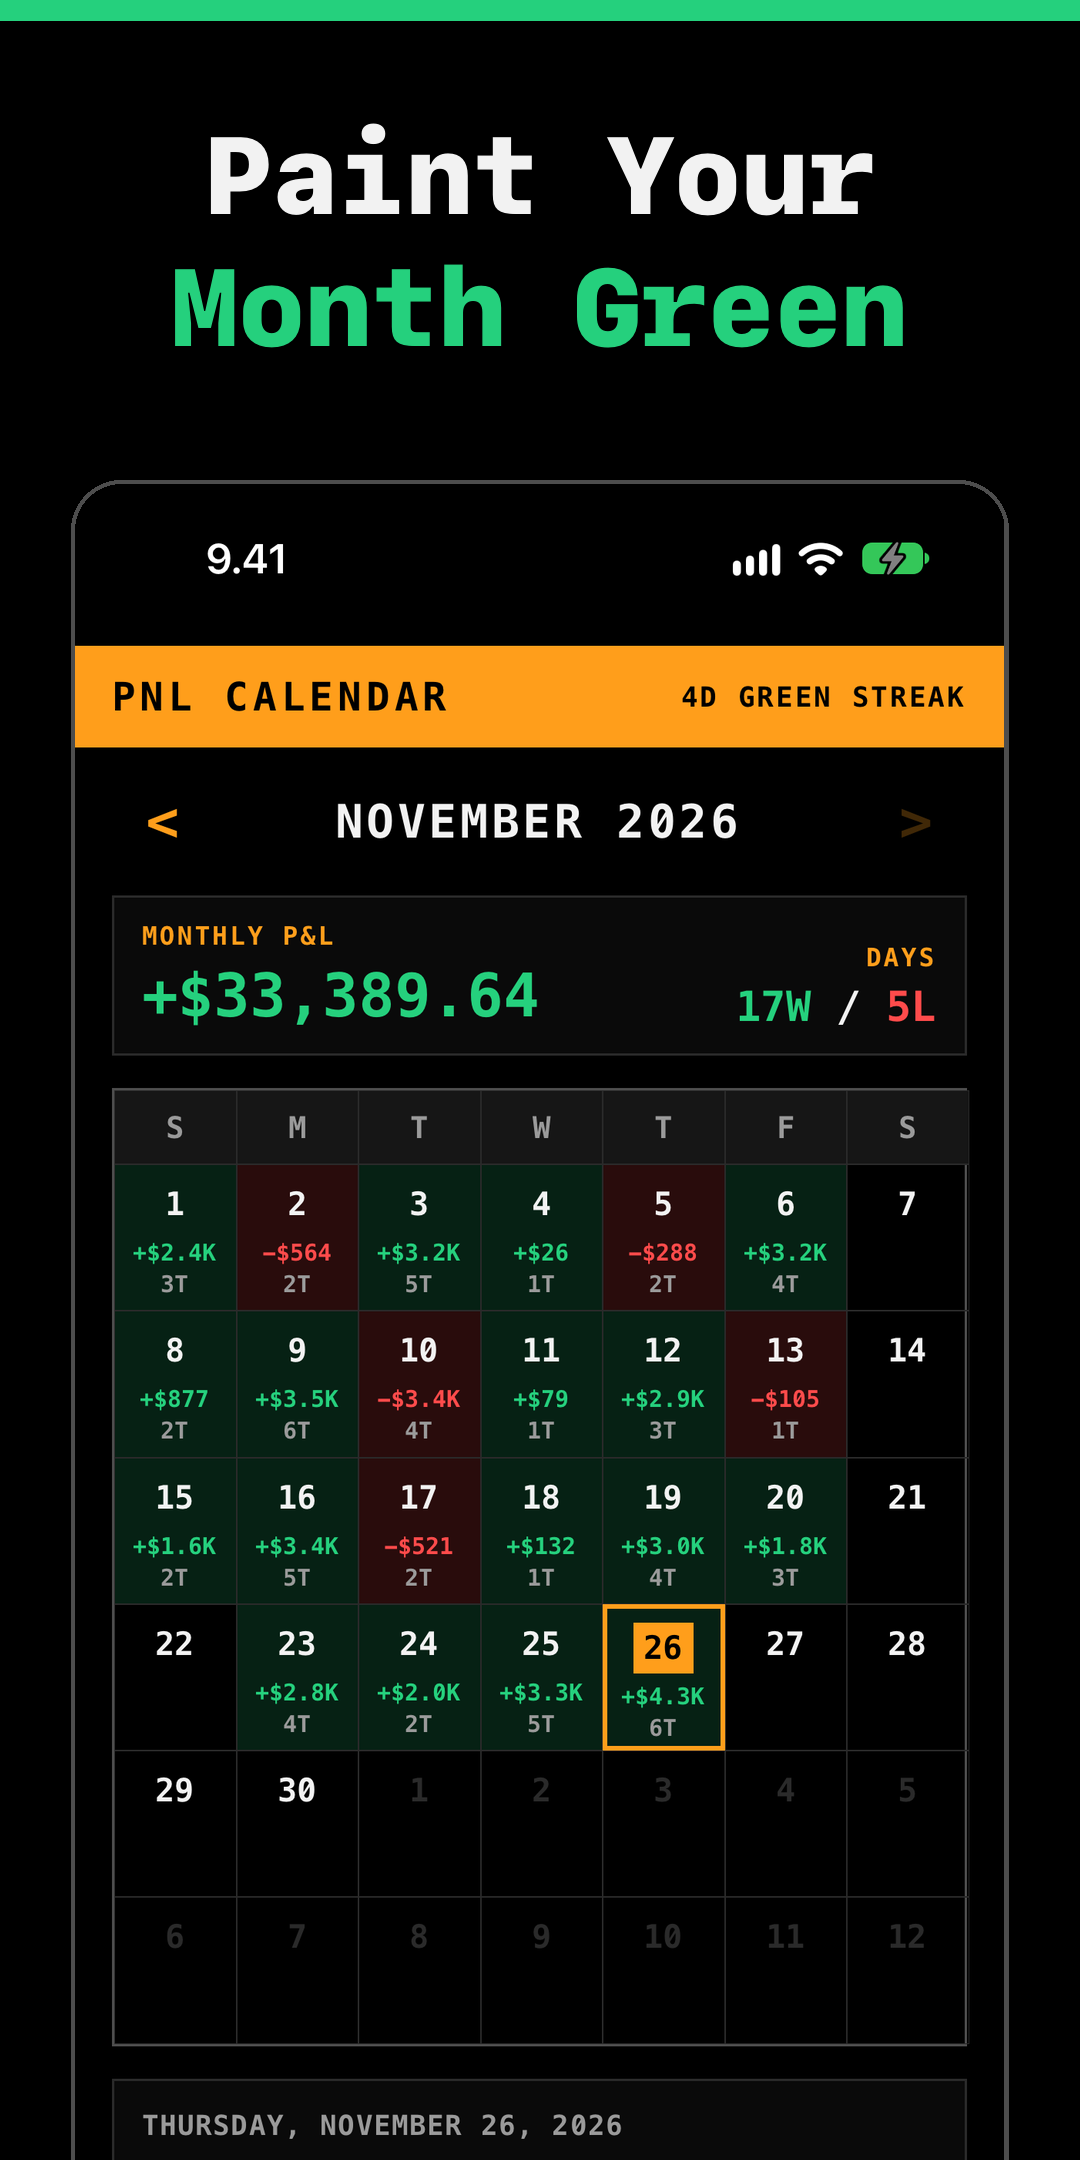 Paint Your
Month Green
9.41
PNL CALENDAR 4D GREEN STREAK
< NOVEMBER 2026 >
MONTHLY P&L
DAYS
+$33,389.64 17W / 5L
S M T W T F S
1 2 3 4 5 6 7
+$2.4K −$564 +$3.2K +$26 −$288 +$3.2K
3T 2T 5T 1T 2T 4T
8 9 10 11 12 13 14
+$877 +$3.5K −$3.4K +$79 +$2.9K −$105
2T 6T 4T 1T 3T 1T
15 16 17 18 19 20 21
+$1.6K +$3.4K −$521 +$132 +$3.0K +$1.8K
2T 5T 2T 1T 4T 3T
22 23 24 25 26 27 28
+$2.8K +$2.0K +$3.3K +$4.3K
4T 2T 5T 6T
29 30 1 2 3 4 5
6 7 8 9 10 11 12
THURSDAY, NOVEMBER 26, 2026